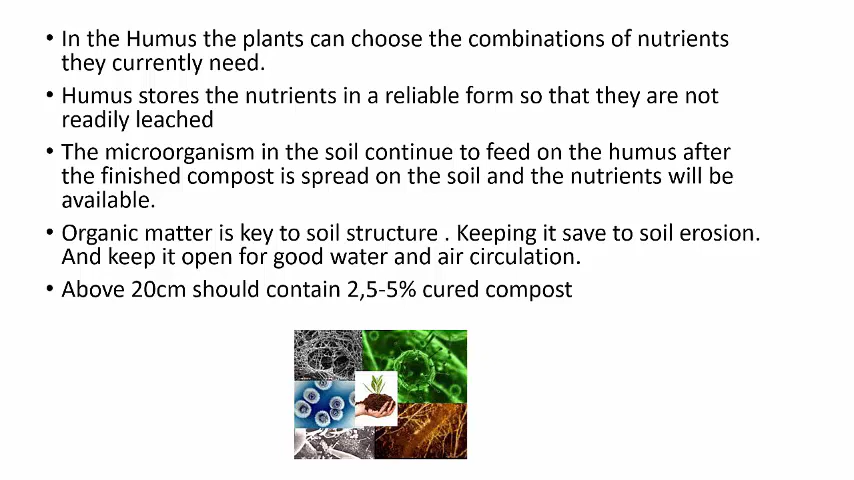 • In the Humus the plants can choose the combinations of nutrients
they currently need.
• Humus stores the nutrients in a reliable form so that they are not
readily leached
• The microorganism in the soil continue to feed on the humus after
the finished compost is spread on the soil and the nutrients will be
available.
• Organic matter is key to soil structure . Keeping it save to soil erosion.
And keep it open for good water and air circulation.
• Above 20cm should contain 2,5-5% cured compost